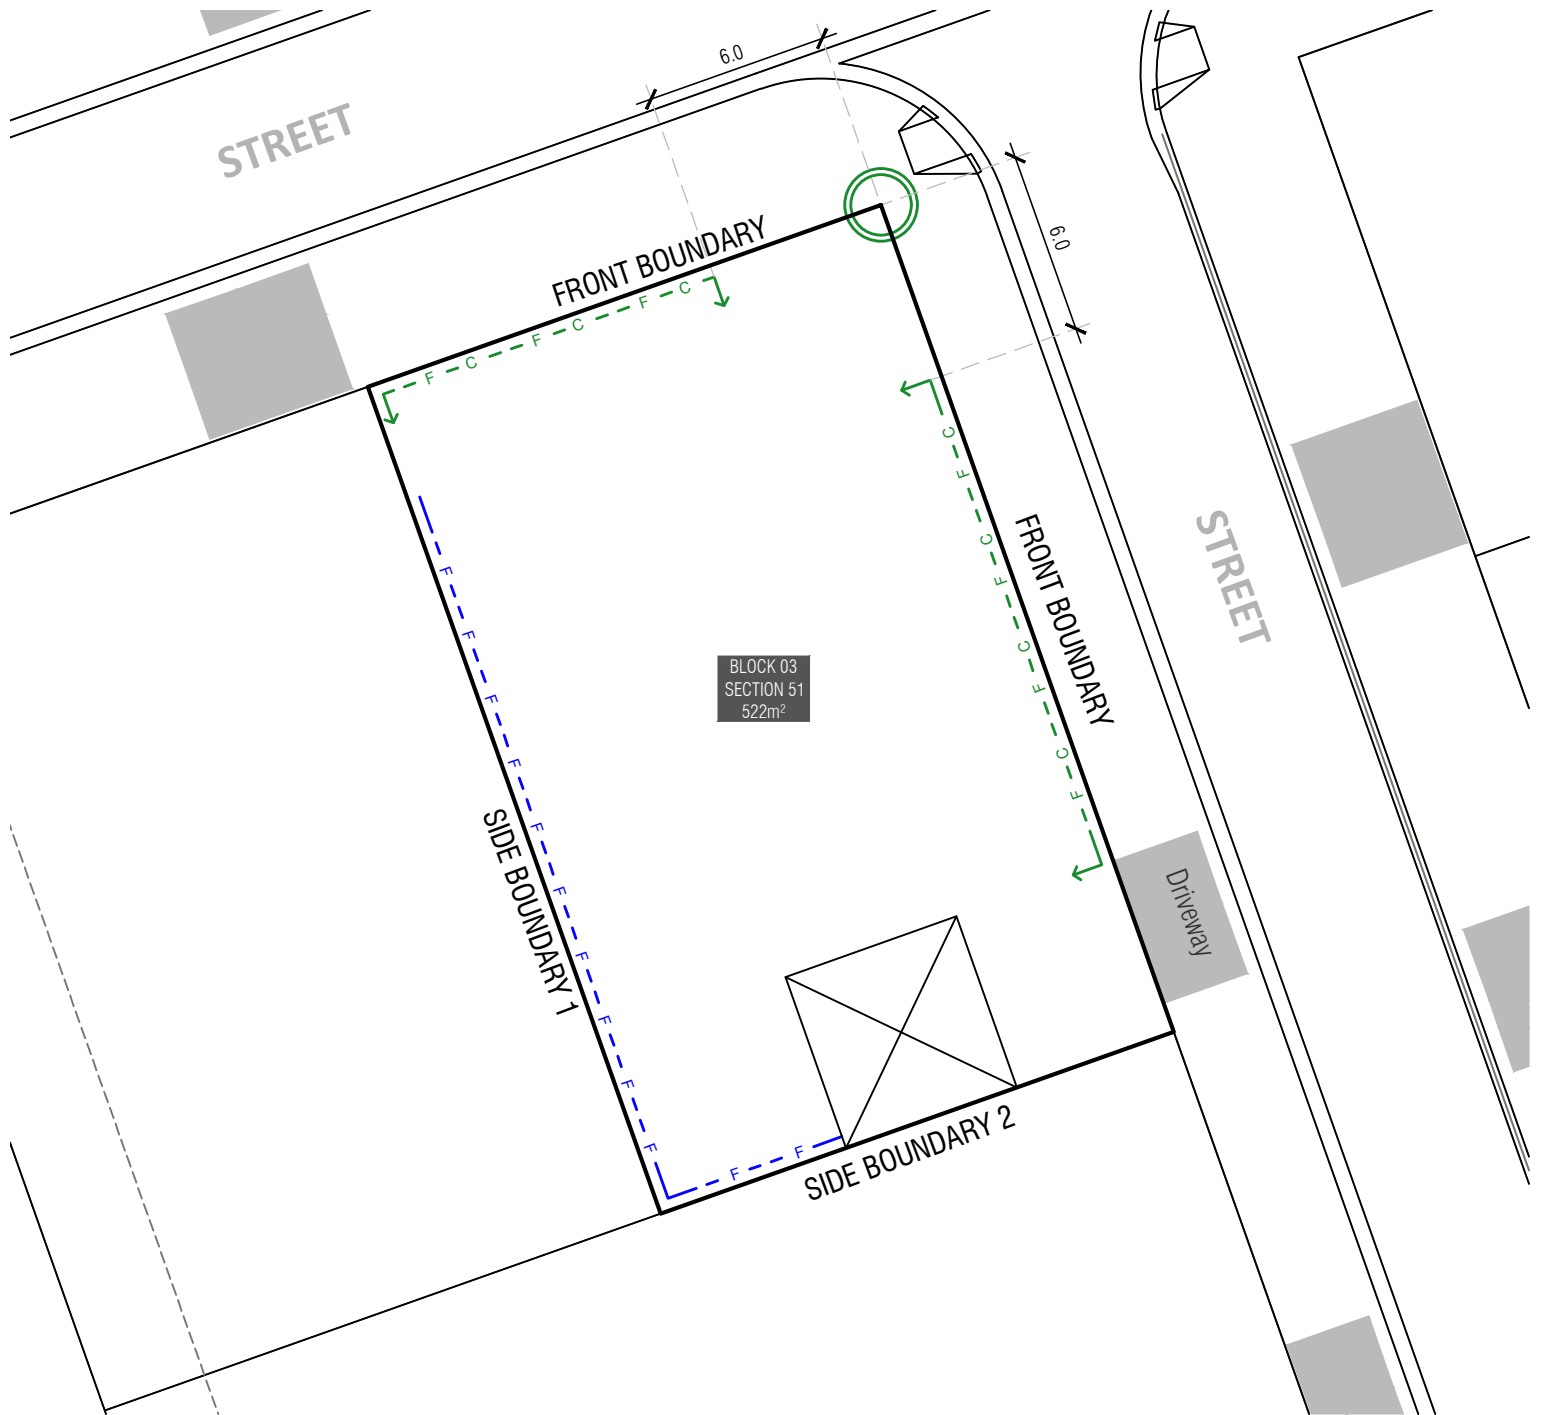 6.0
STREET
FRONT BOUNDARY
6.0
F C F C F C F C
C F C F C F C F
FRONT BOUNDARY
STREET
BLOCK 03
SECTION 51
522m²
F F F F F F F F F F
SIDE BOUNDARY 1
Driveway
F F
SIDE BOUNDARY 2